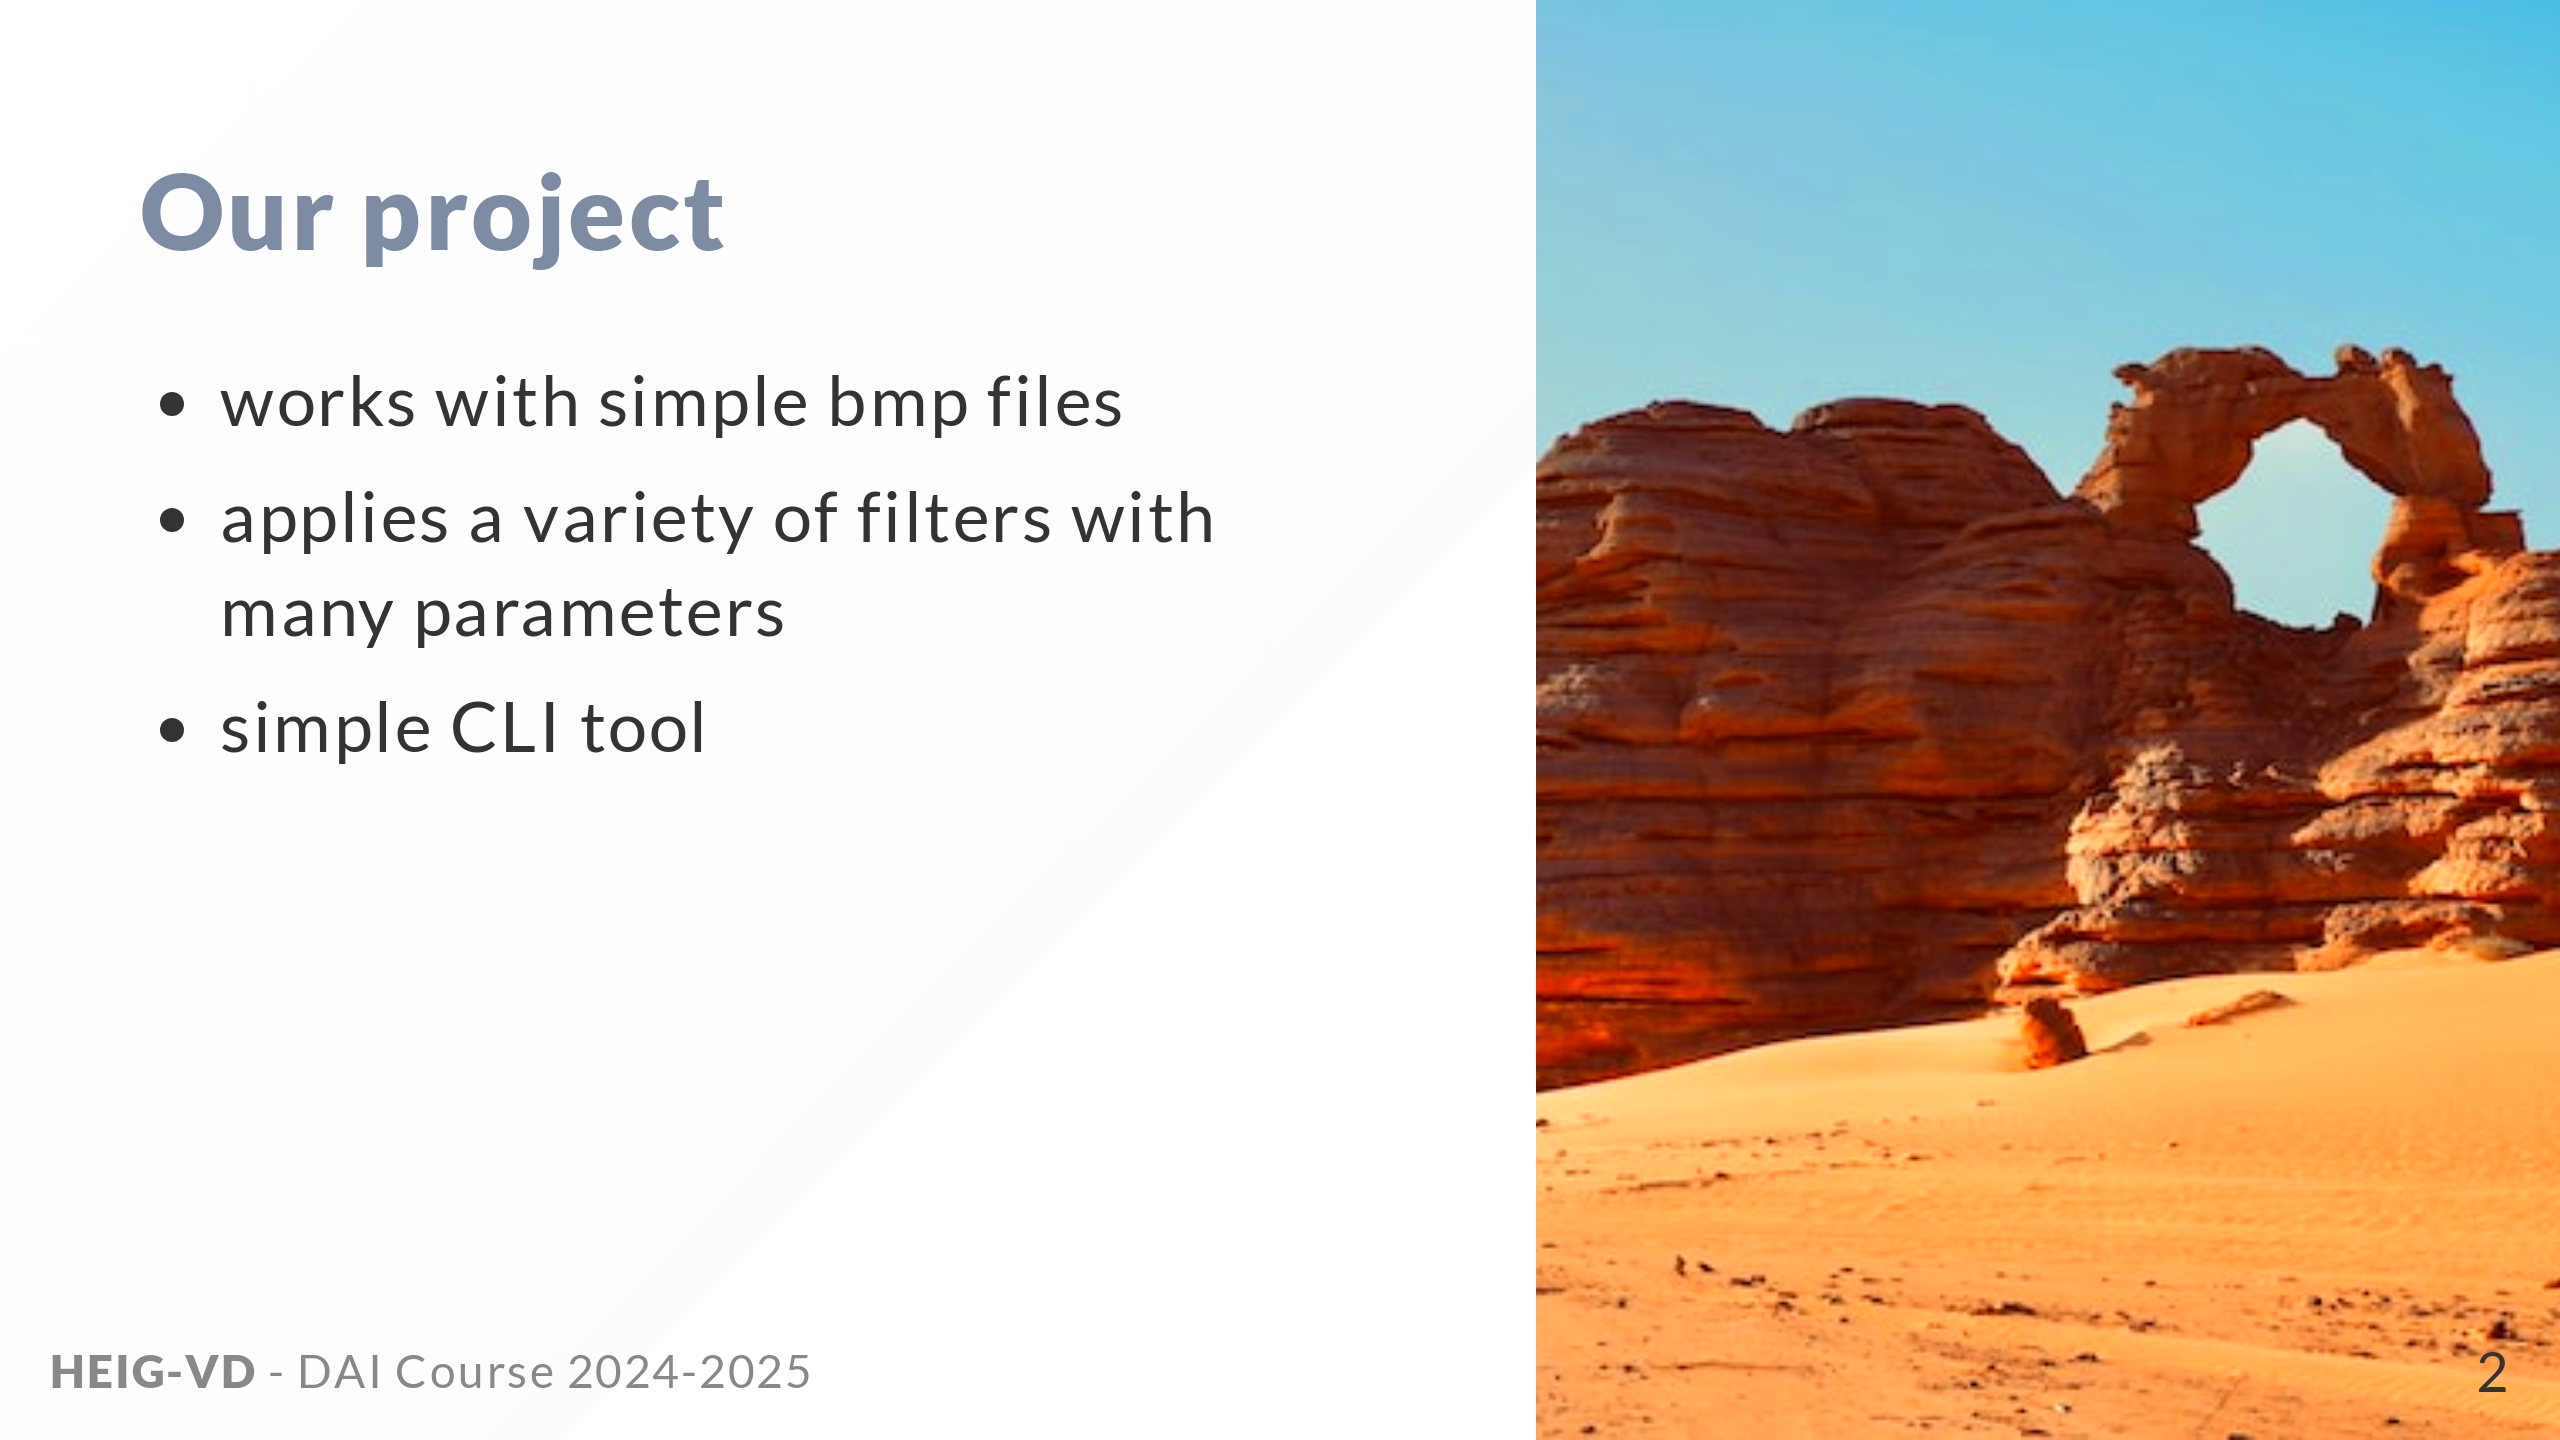 Our project
• works with simple bmp files
• applies a variety of filters with
many parameters
• simple CLI tool
HEIG-VD - DAI Course 2024-2025
2